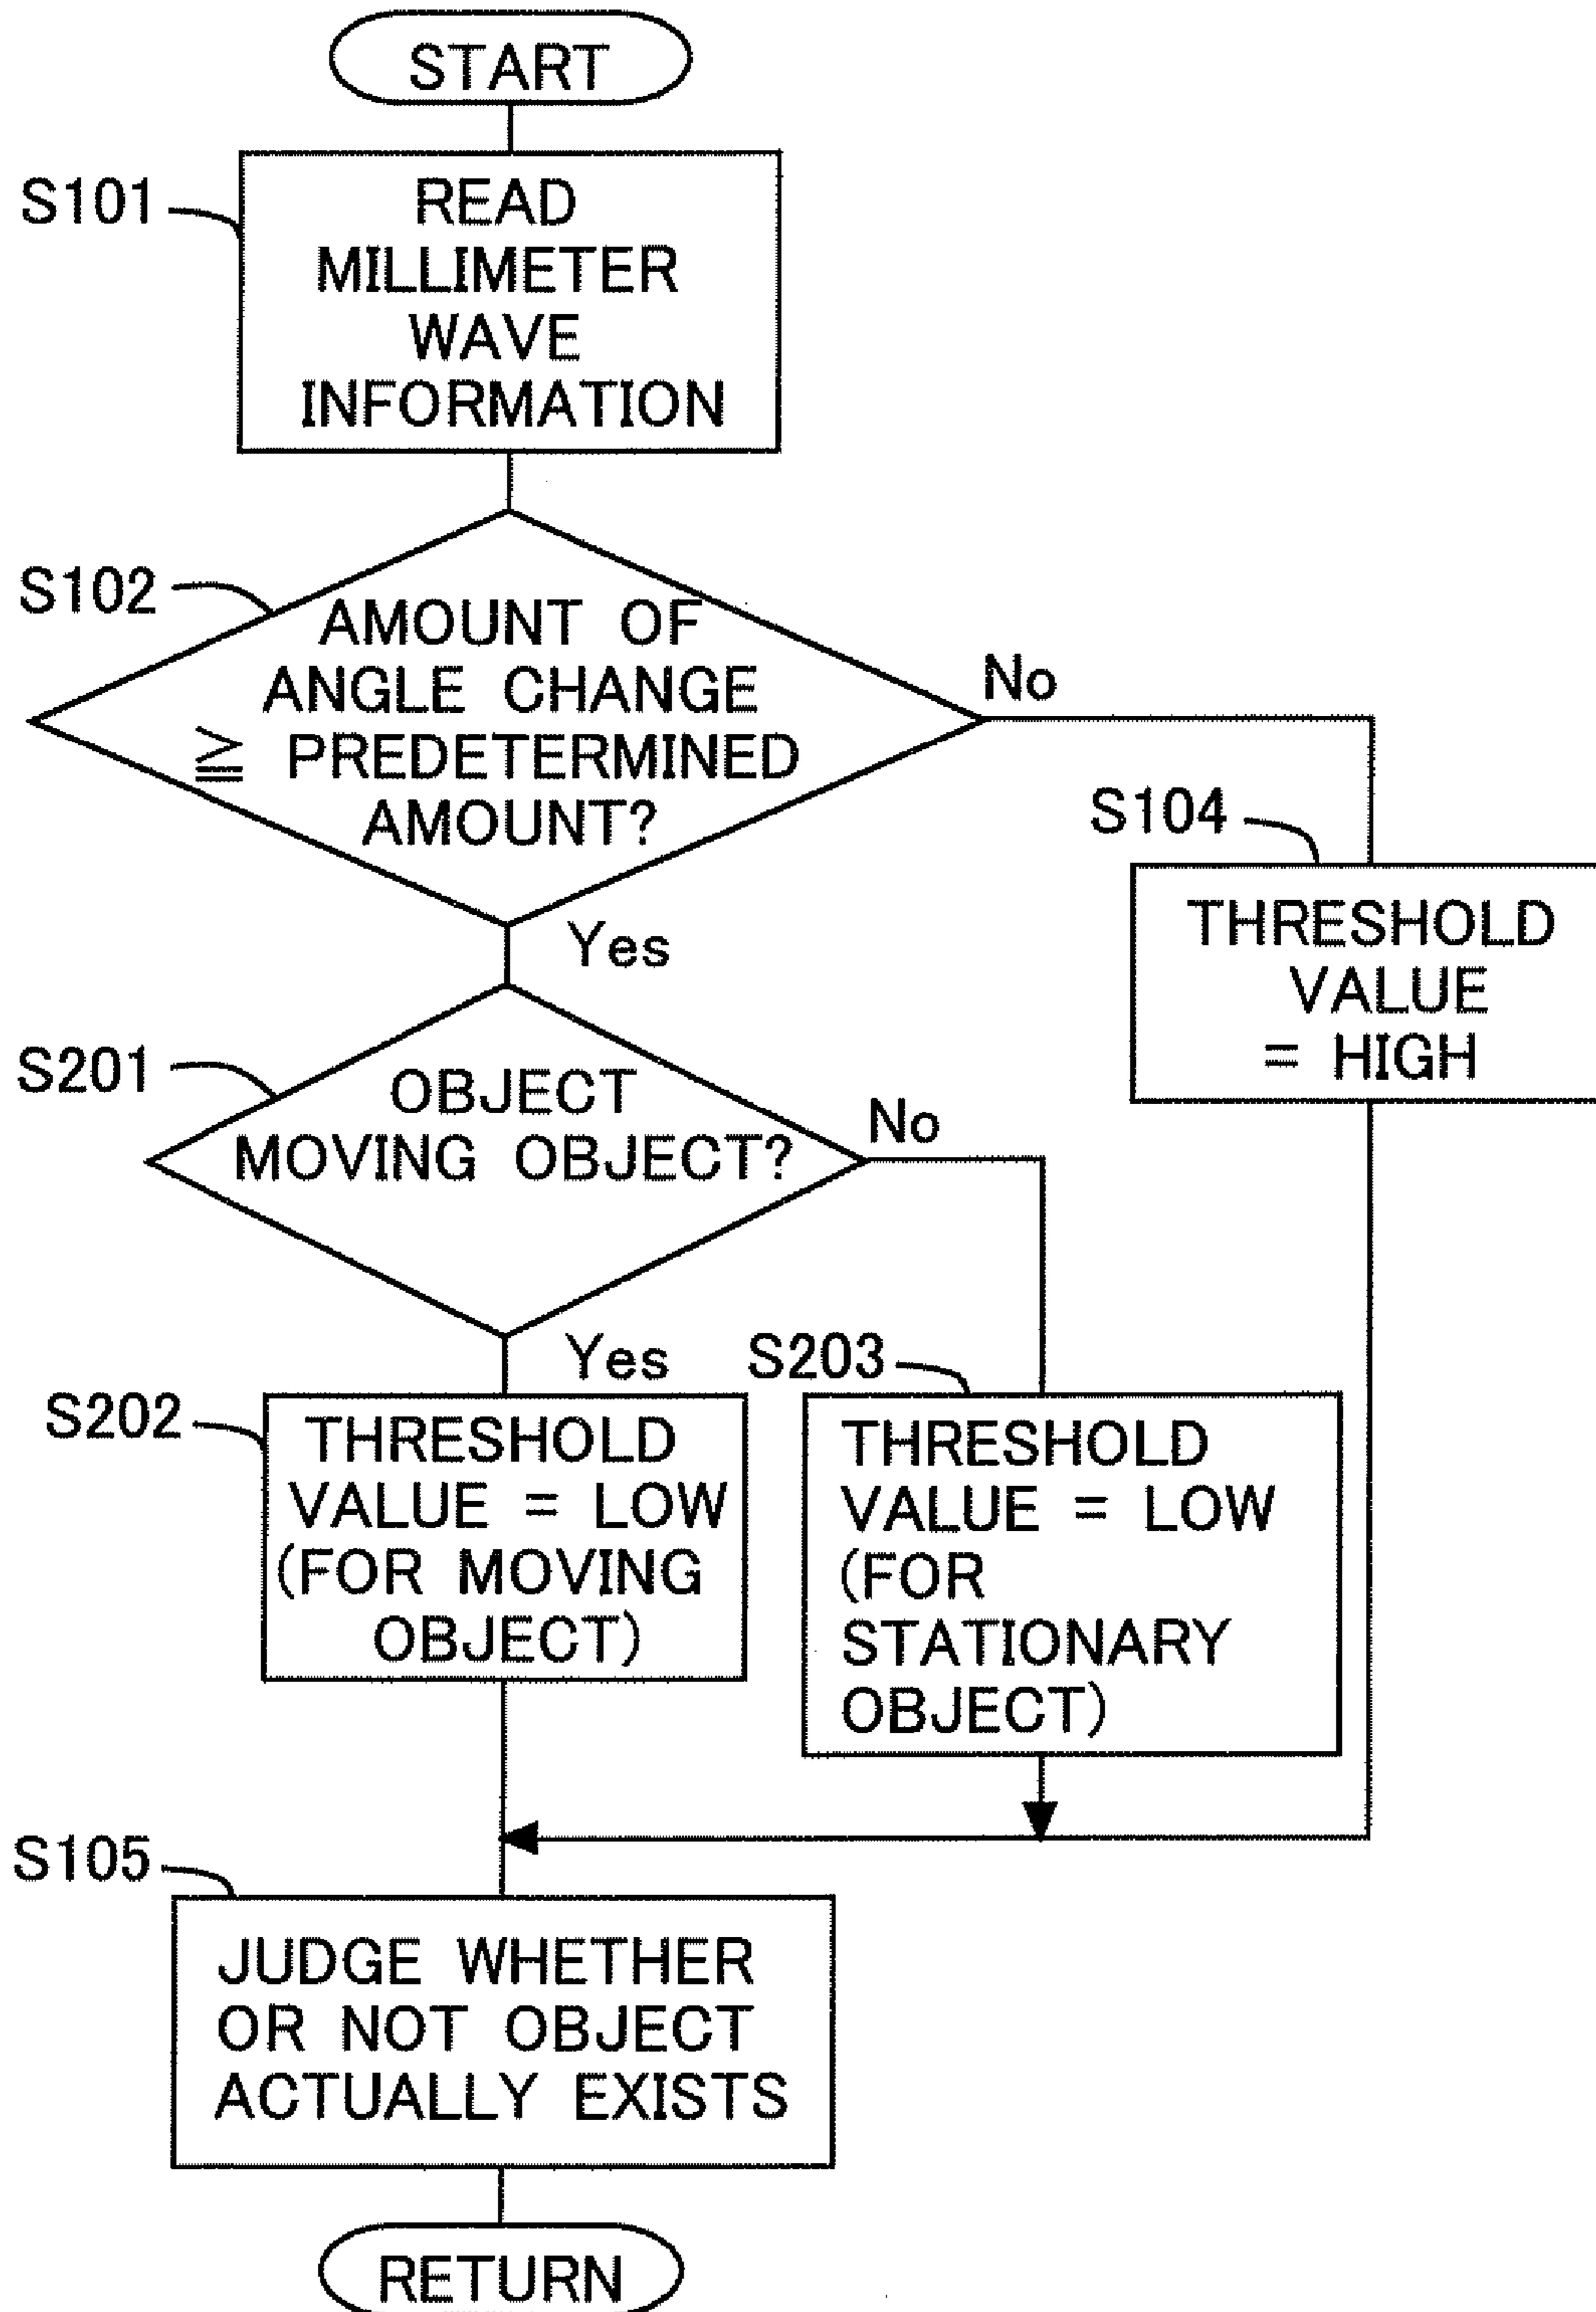 START
S101
READ
MILLIMETER
WAVE
INFORMATION
S102
AMOUNT OF
ANGLE CHANGE
≧ PREDETERMINED
AMOUNT?
No
Yes
S104
THRESHOLD
VALUE
= HIGH
S201
OBJECT
MOVING OBJECT?
No
Yes
S202
THRESHOLD
VALUE = LOW
(FOR MOVING
OBJECT)
S203
THRESHOLD
VALUE = LOW
(FOR
STATIONARY
OBJECT)
S105
JUDGE WHETHER
OR NOT OBJECT
ACTUALLY EXISTS
RETURN